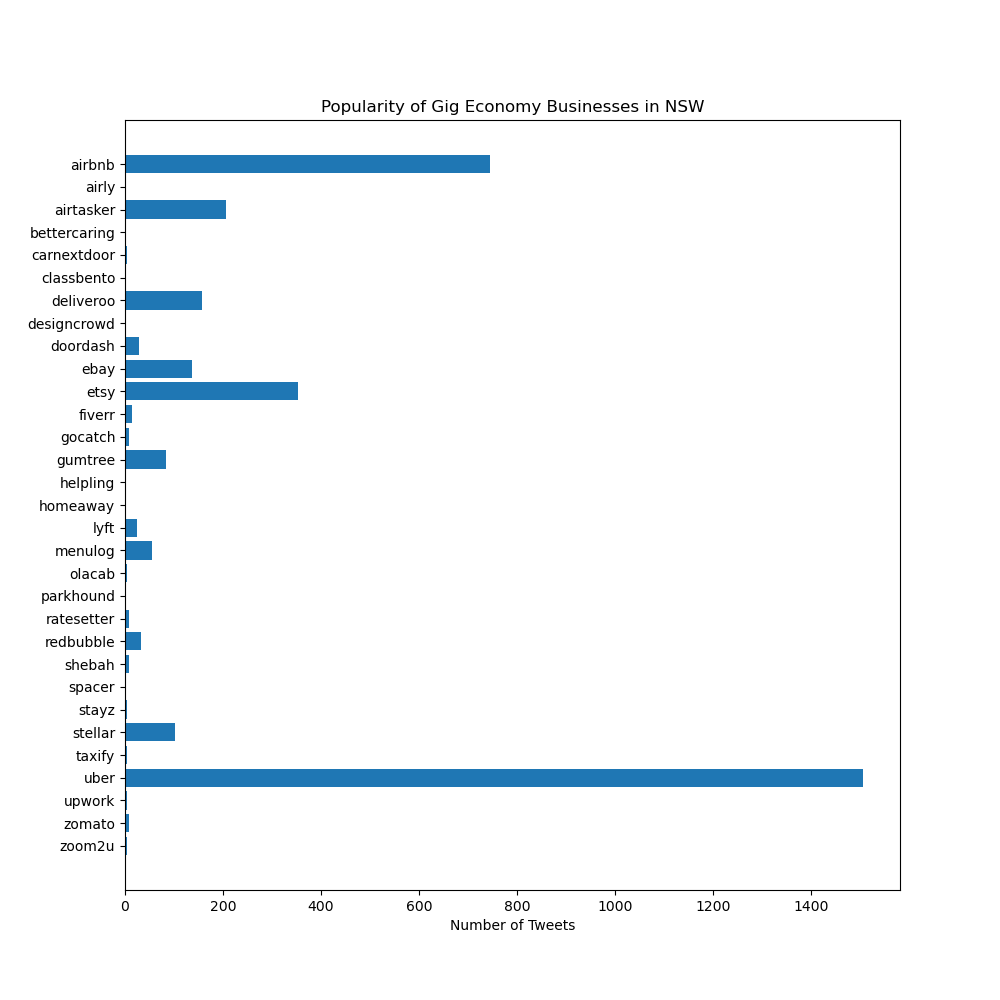 Popularity of Gig Economy Businesses in NSW
airbnb
airly
airtasker
bettercaring
carnextdoor
classbento
deliveroo
designcrowd
doordash
ebay
etsy
fiverr
gocatch
gumtree
helpling
homeaway
lyft
menulog
olacab
parkhound
ratesetter
redbubble
shebah
spacer
stayz
stellar
taxify
uber
upwork
zomato
zoom2u
0 200 400 600 800 1000 1200 1400
Number of Tweets